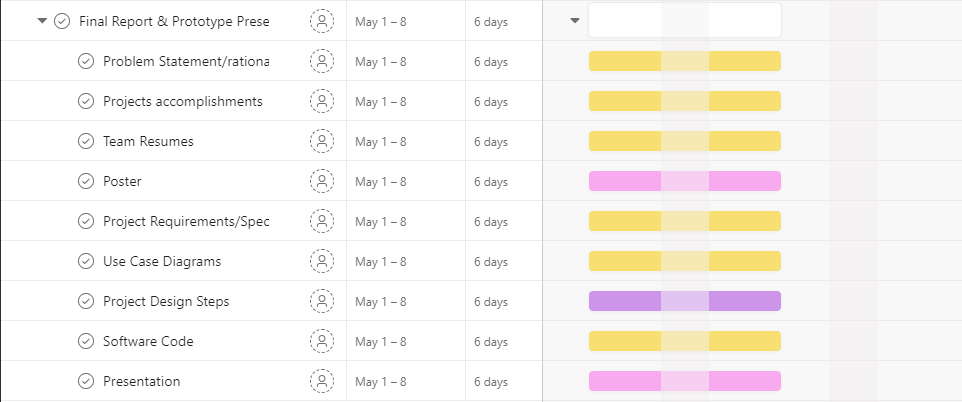 Final Report & Prototype Prese May 1 – 8 6 days
Problem Statement/rationa May 1 – 8 6 days
Projects accomplishments May 1 – 8 6 days
Team Resumes May 1 – 8 6 days
Poster May 1 – 8 6 days
Project Requirements/Spec May 1 – 8 6 days
Use Case Diagrams May 1 – 8 6 days
Project Design Steps May 1 – 8 6 days
Software Code May 1 – 8 6 days
Presentation May 1 – 8 6 days